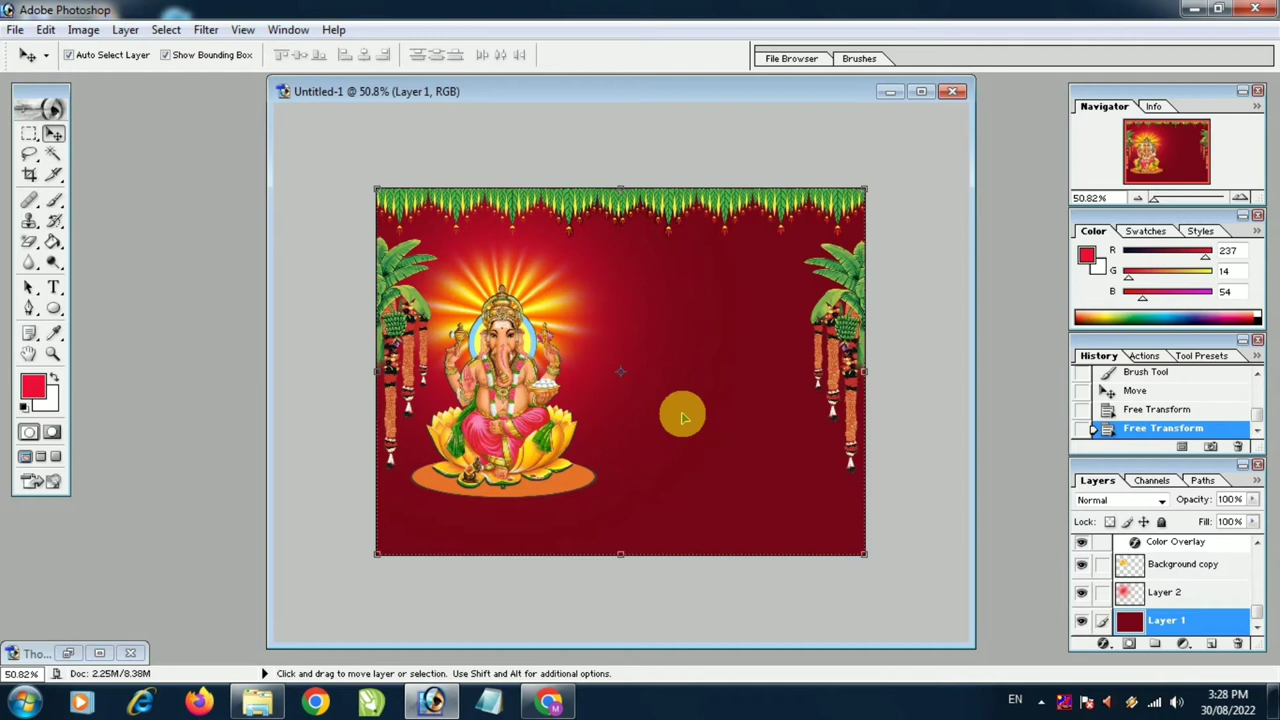 Adobe Photoshop
File Edit Image Layer Select Filter View Window Help
Auto Select Layer Show Bounding Box
File Browser Brushes
Untitled-1 @ 50.8% (Layer 1, RGB)
Navigator Info
50.82%
Color Swatches Styles
R 237
G 14
B 54
History Actions Tool Presets
Brush Tool
Move
Free Transform
Free Transform
Layers Channels Paths
Normal Opacity: 100%
Lock: Fill: 100%
Color Overlay
Background copy
Layer 2
Layer 1
Tho...
50.82% Doc: 2.25M/8.38M Click and drag to move layer or selection. Use Shift and Alt for additional options.
EN
3:28 PM
30/08/2022